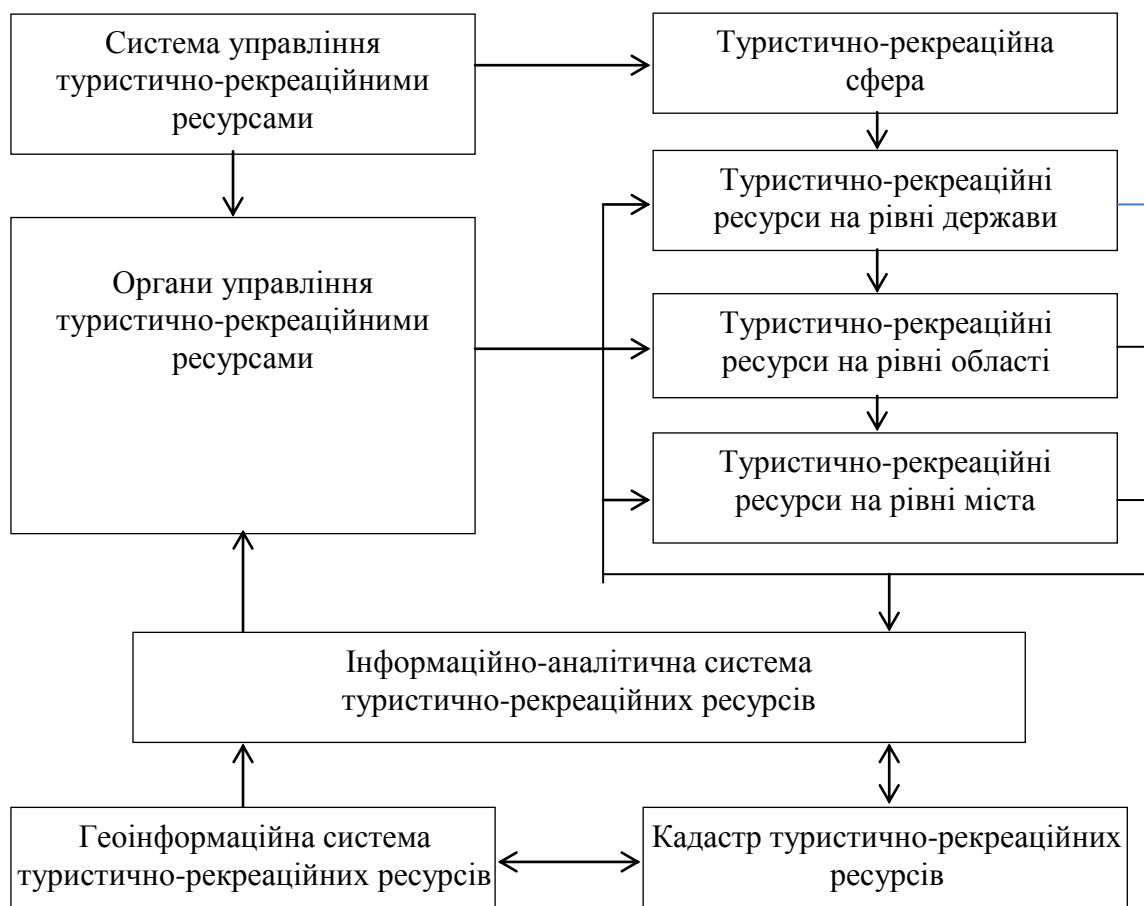 Система управління
туристично-рекреаційними
ресурсами
Туристично-рекреаційна
сфера
Туристично-рекреаційні
ресурси на рівні держави
Органи управління
туристично-рекреаційними
ресурсами
Туристично-рекреаційні
ресурси на рівні області
Туристично-рекреаційні
ресурси на рівні міста
Інформаційно-аналітична система
туристично-рекреаційних ресурсів
Геоінформаційна система
туристично-рекреаційних ресурсів
Кадастр туристично-рекреаційних
ресурсів